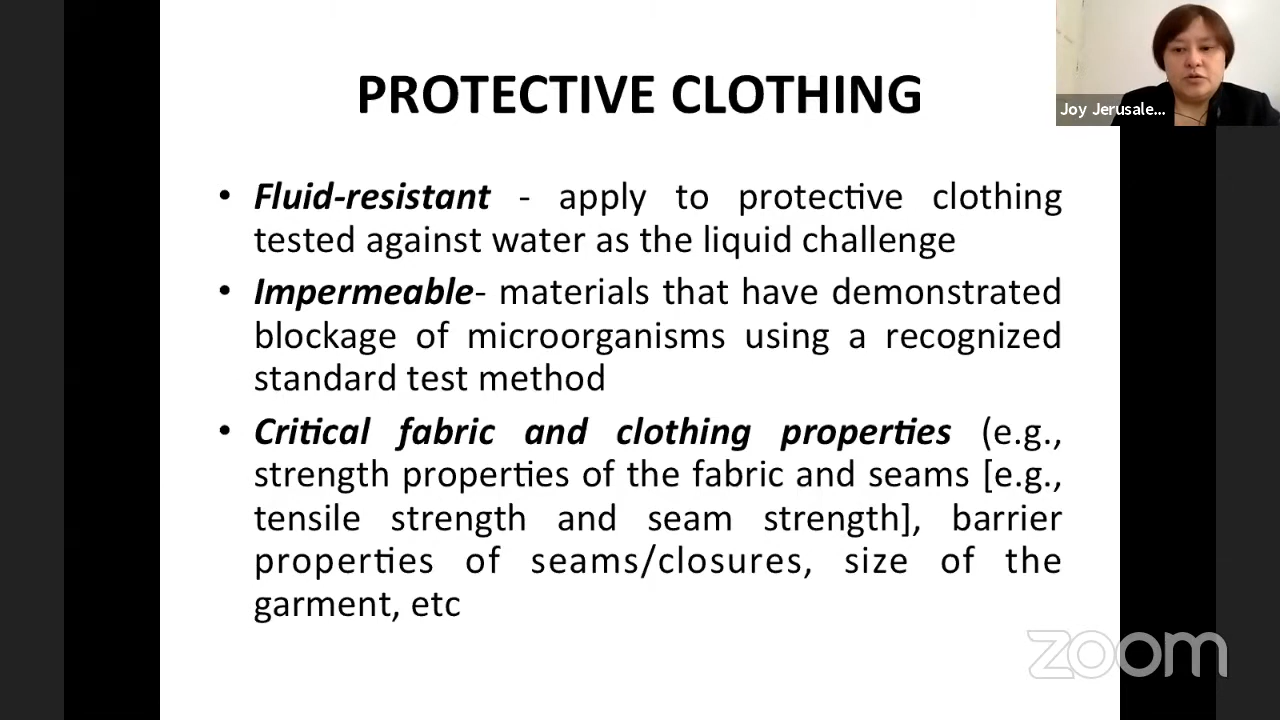 PROTECTIVE CLOTHING
Joy Jerusale...
• Fluid-resistant - apply to protective clothing
tested against water as the liquid challenge
• Impermeable- materials that have demonstrated
blockage of microorganisms using a recognized
standard test method
• Critical fabric and clothing properties (e.g.,
strength properties of the fabric and seams [e.g.,
tensile strength and seam strength], barrier
properties of seams/closures, size of the
garment, etc
zoom